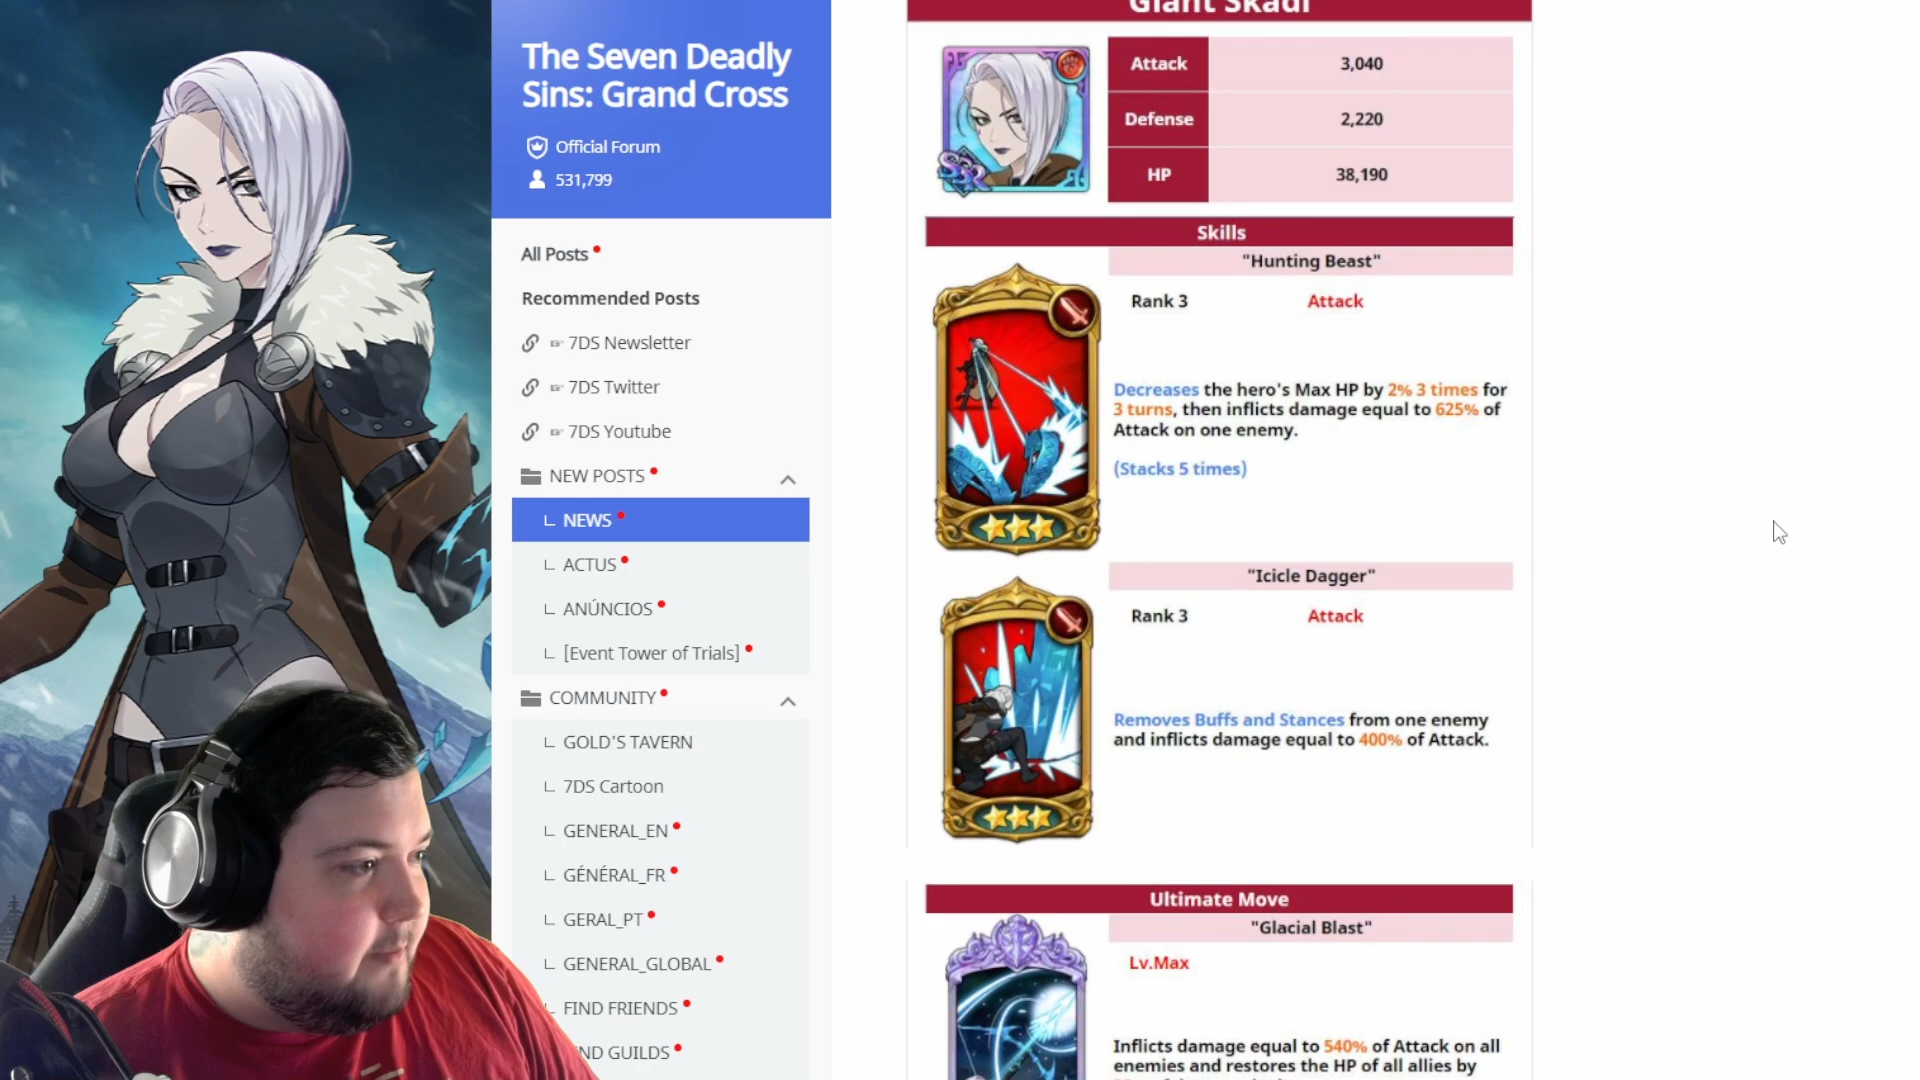 The Seven Deadly
Sins: Grand Cross
Official Forum
531,799
All Posts
Recommended Posts
☞ 7DS Newsletter
☞ 7DS Twitter
☞ 7DS Youtube
NEW POSTS
NEWS
ACTUS
ANÚNCIOS
[Event Tower of Trials]
COMMUNITY
GOLD'S TAVERN
7DS Cartoon
GENERAL_EN
GÉNÉRAL_FR
GERAL_PT
GENERAL_GLOBAL
FIND FRIENDS
GUILDS
Giant Skadi
SSR
Attack 3,040
Defense 2,220
HP 38,190
Skills
"Hunting Beast"
Rank 3 Attack
Decreases the hero's Max HP by 2% 3 times for
3 turns, then inflicts damage equal to 625% of
Attack on one enemy.
(Stacks 5 times)
"Icicle Dagger"
Rank 3 Attack
Removes Buffs and Stances from one enemy
and inflicts damage equal to 400% of Attack.
Ultimate Move
"Glacial Blast"
Lv.Max
Inflicts damage equal to 540% of Attack on all
enemies and restores the HP of all allies by